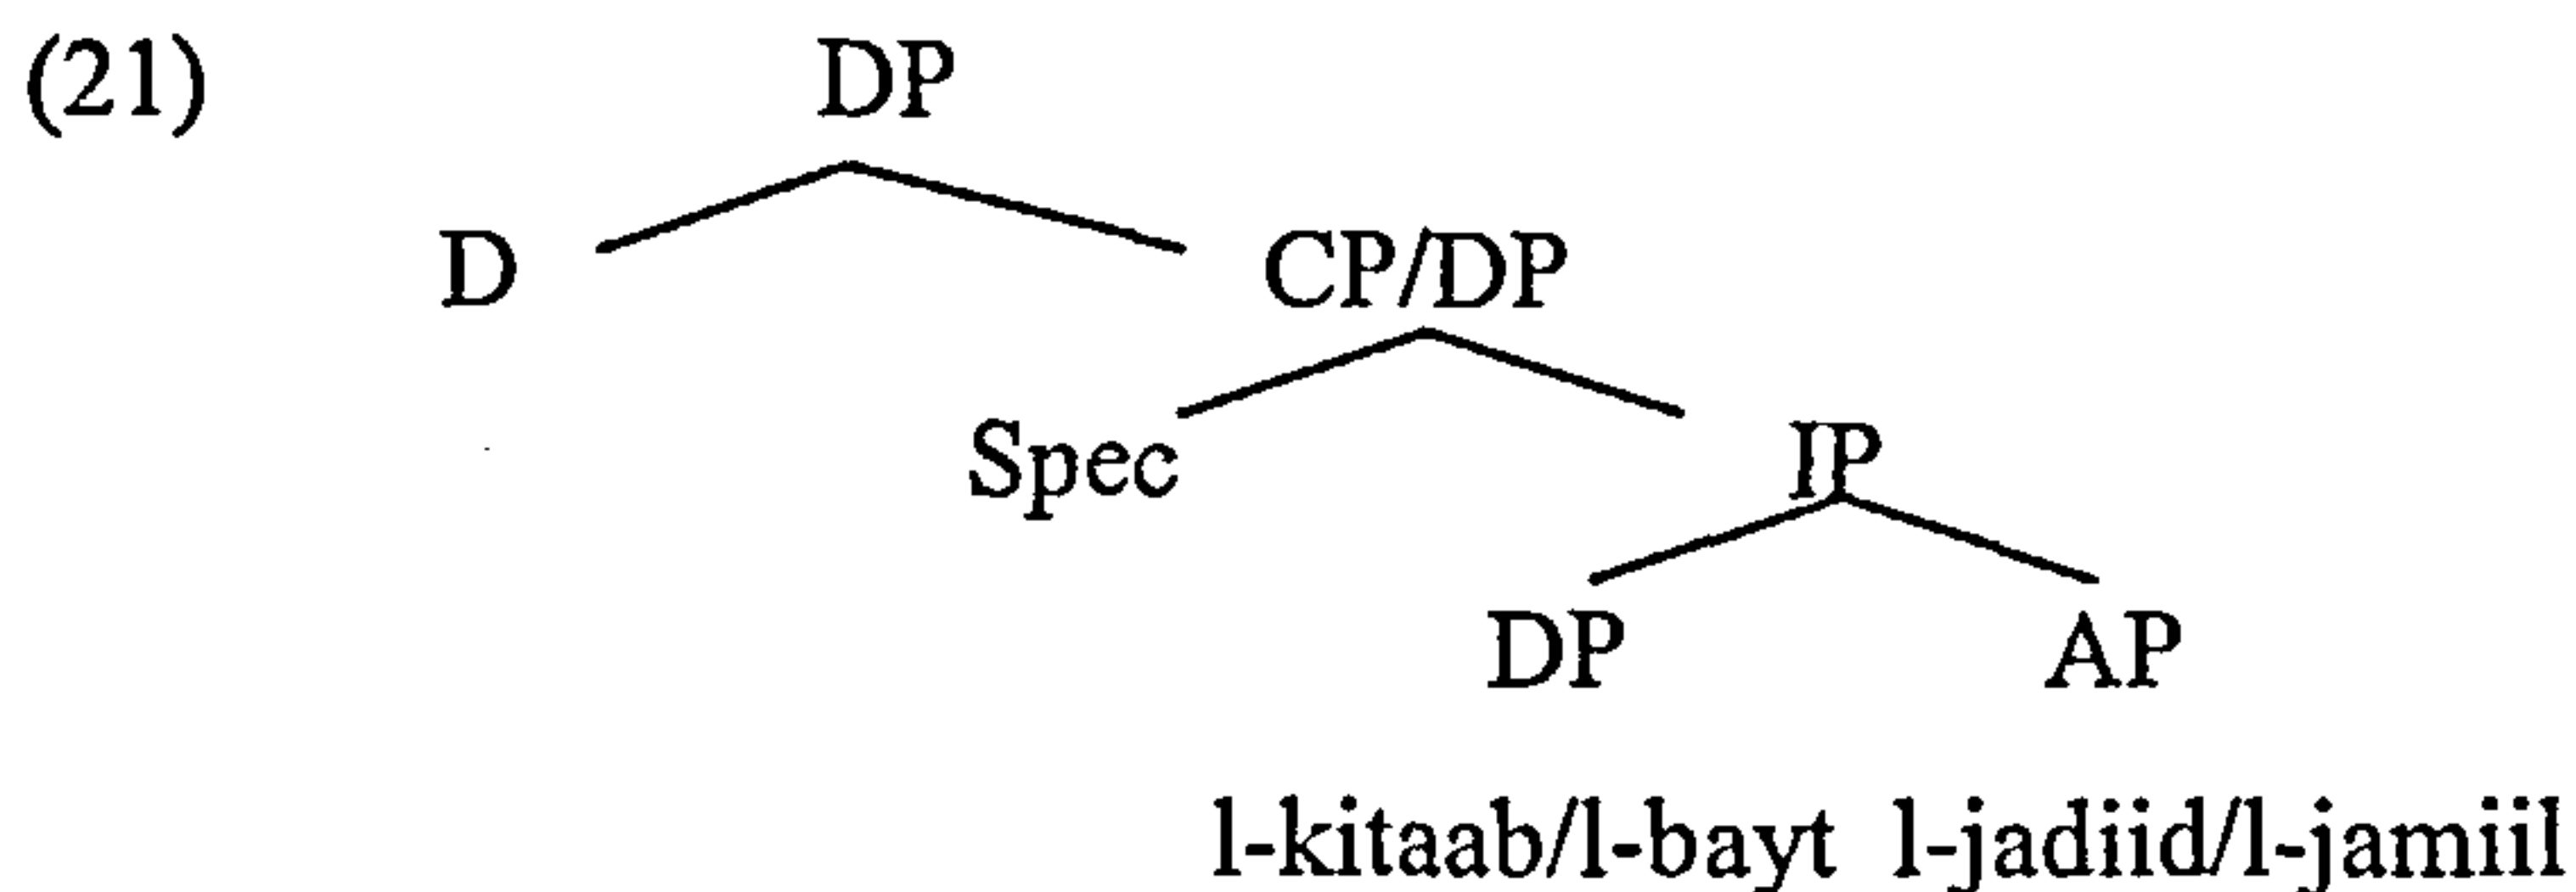 (21) DP
D CP/DP
Spec IP
DP AP
l-kitaab/l-bayt l-jadiid/l-jamiil